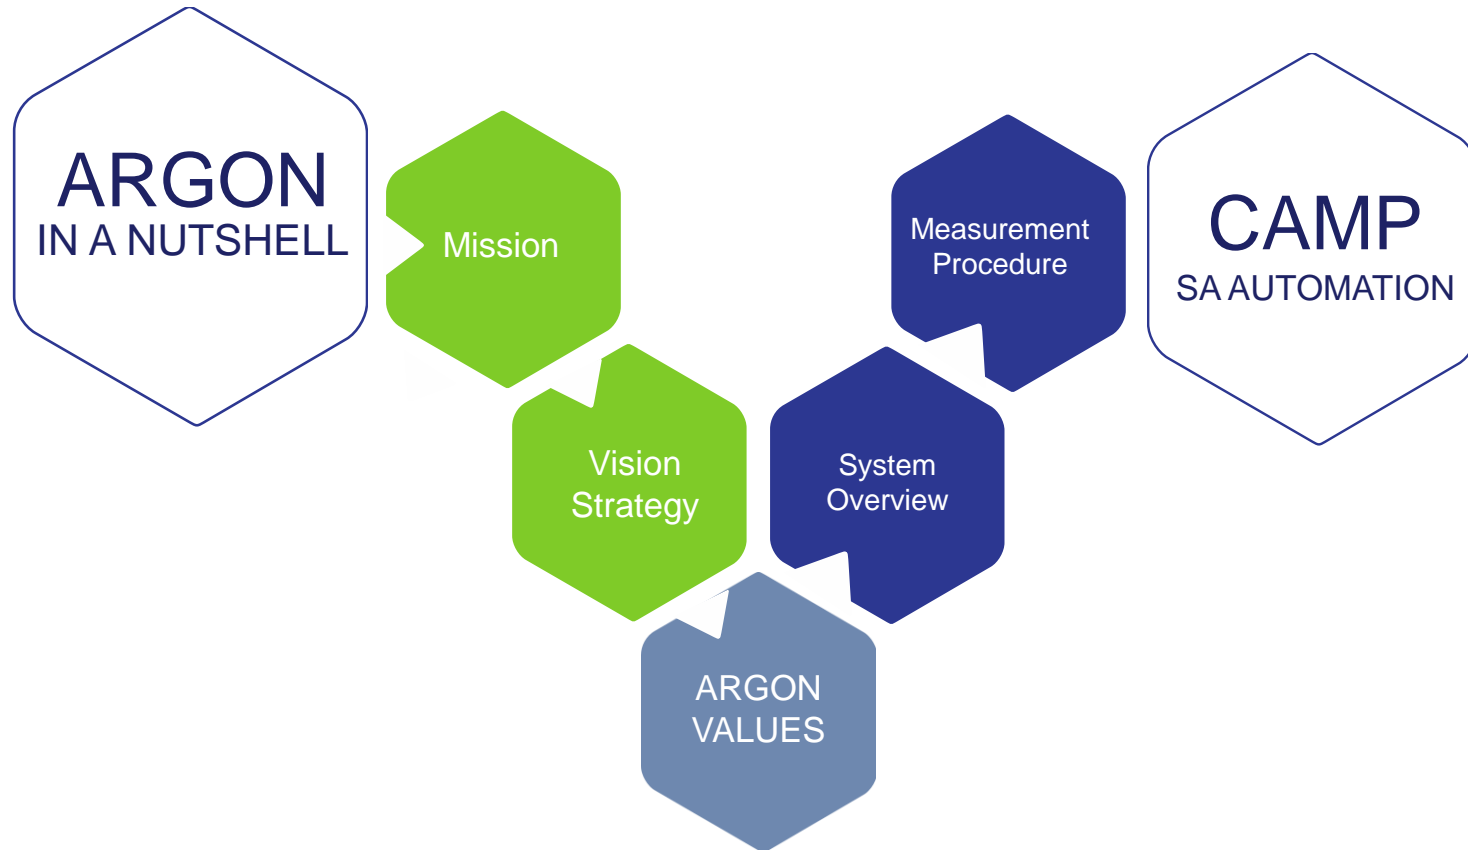 ARGON
IN A NUTSHELL
Mission
Vision
Strategy
ARGON
VALUES
System
Overview
Measurement
Procedure
CAMP
SA AUTOMATION